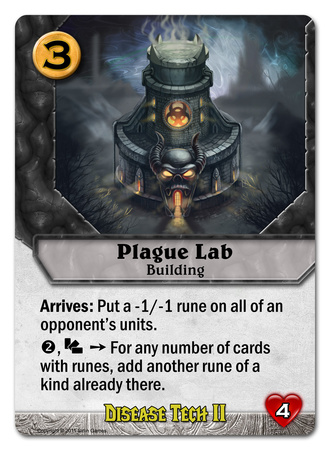 3
Plague Lab
Building
Arrives: Put a -1/-1 rune on all of an
opponent's units.
❷, → For any number of cards
with runes, add another rune of a
kind already there.
Disease Tech II
4